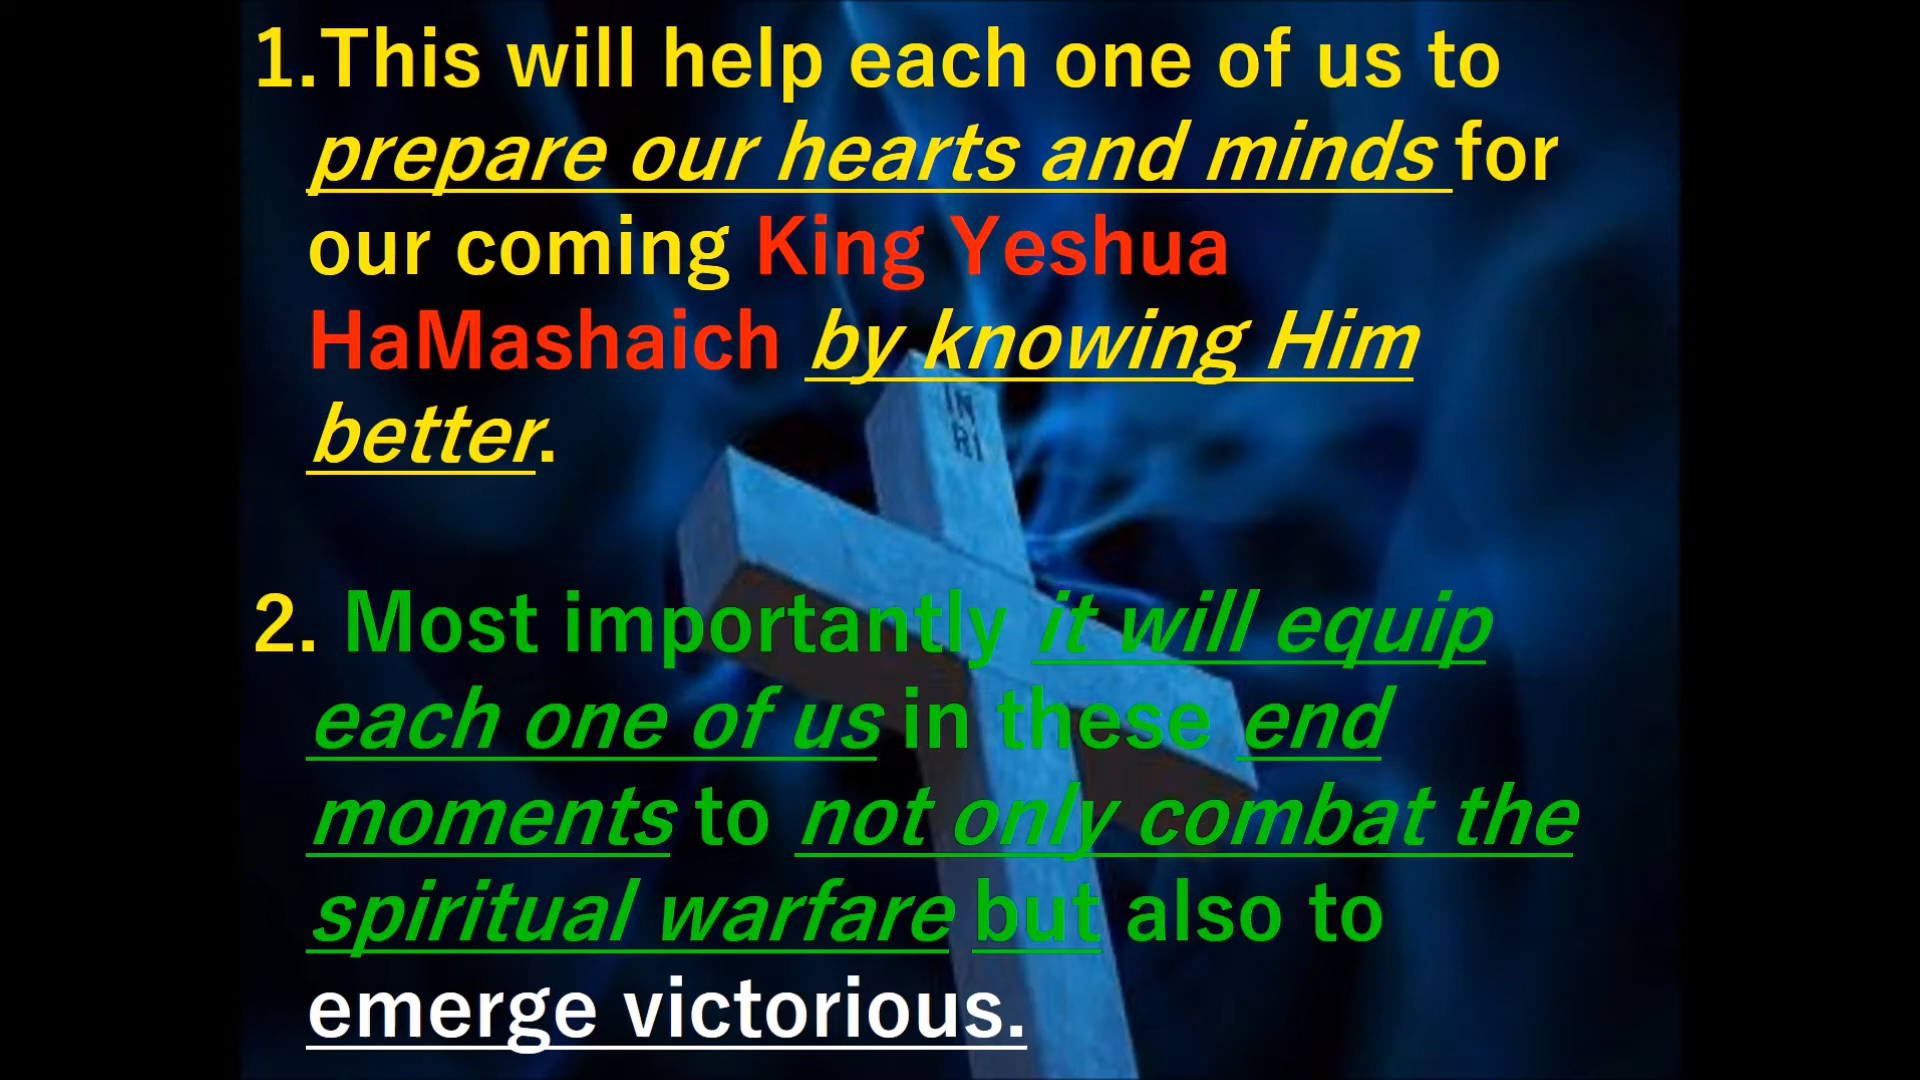 1.This will help each one of us to
prepare our hearts and minds for
our coming King Yeshua
HaMashaich by knowing Him
better.
IN
RI
2. Most importantly it will equip
each one of us in these end
moments to not only combat the
spiritual warfare but also to
emerge victorious.